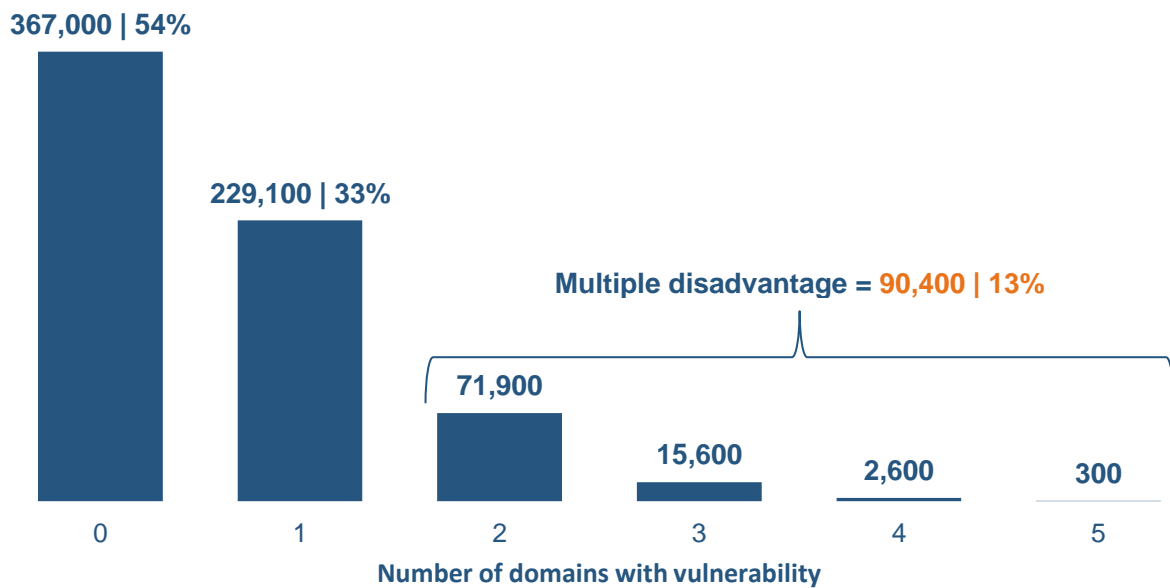 367,000 | 54%
229,100 | 33%
Multiple disadvantage = 90,400 | 13%
71,900
15,600
2,600
300
0 1 2 3 4 5
Number of domains with vulnerability